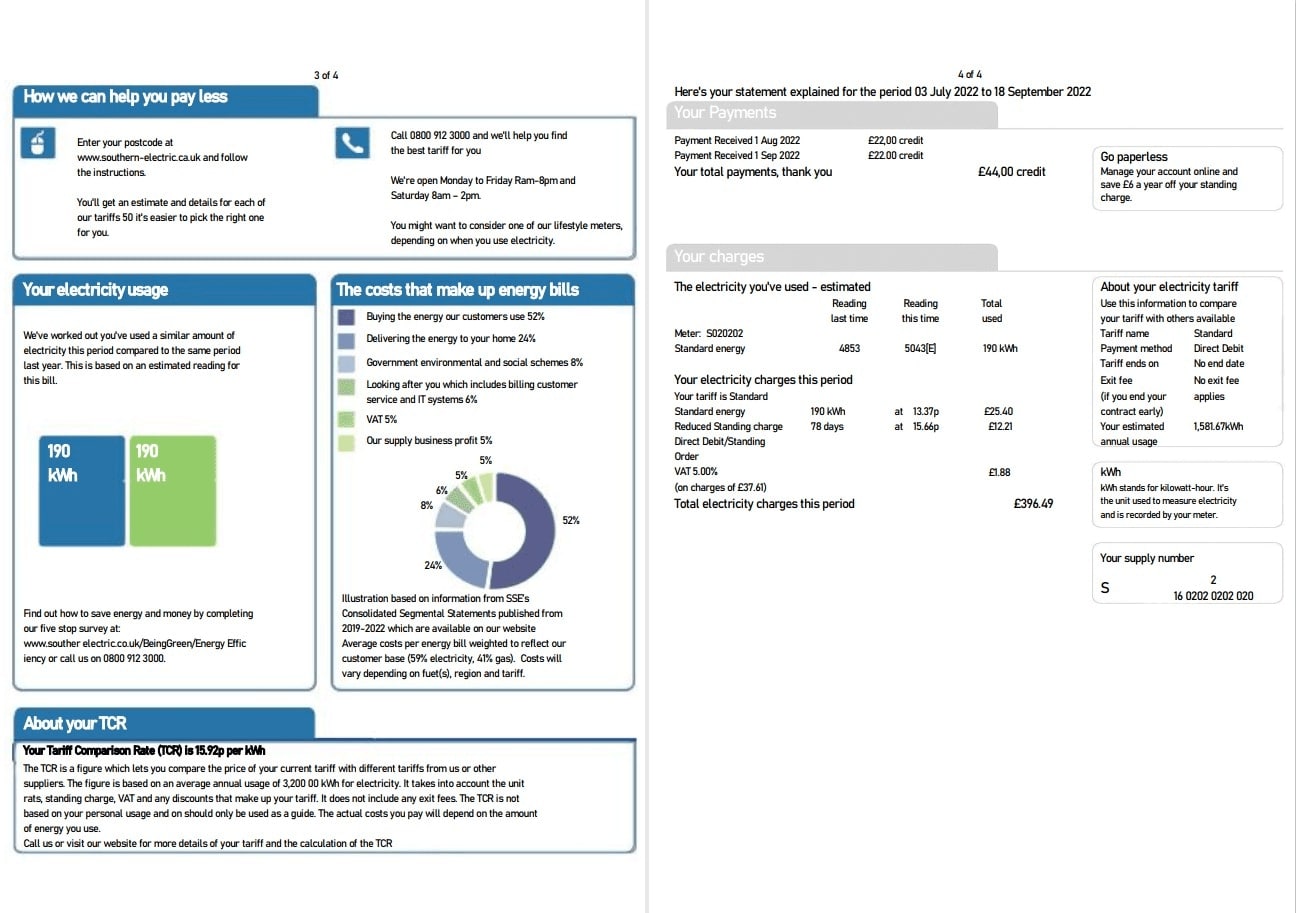 3 of 4
How we can help you pay less
Enter your postcode at
www.southern-electric.ca.uk and follow
the instructions.
You'll get an estimate and details for each of
our tariffs 50 it's easier to pick the right one
for you.
Call 0800 912 3000 and we'll help you find
the best tariff for you
We're open Monday to Friday Ram-8pm and
Saturday 8am – 2pm.
You might want to consider one of our lifestyle meters,
depending on when you use electricity.
Your electricity usage
We've worked out you've used a similar amount of
electricity this period compared to the same period
last year. This is based on an estimated reading for
this bill.
190
kWh
190
kWh
Find out how to save energy and money by completing
our five stop survey at:
www.souther electric.co.uk/BeingGreen/Energy Effic
iency or call us on 0800 912 3000.
The costs that make up energy bills
Buying the energy our customers use 52%
Delivering the energy to your home 24%
Government environmental and social schemes 8%
Looking after you which includes billing customer
service and IT systems 6%
VAT 5%
Our supply business profit 5%
5%
5%
6%
8%
52%
24%
Illustration based on information from SSE's
Consolidated Segmental Statements published from
2019-2022 which are available on our website
Average costs per energy bill weighted to reflect our
customer base (59% electricity, 41% gas). Costs will
vary depending on fuet(s), region and tariff.
About your TCR
Your Tariff Comparison Rate (TCR) is 15.92p per kWh
The TCR is a figure which lets you compare the price of your current tariff with different tariffs from us or other
suppliers. The figure is based on an average annual usage of 3,200 00 kWh for electricity. It takes into account the unit
rats, standing charge, VAT and any discounts that make up your tariff. It does not include any exit fees. The TCR is not
based on your personal usage and on should only be used as a guide. The actual costs you pay will depend on the amount
of energy you use.
Call us or visit our website for more details of your tariff and the calculation of the TCR
4 of 4
Here's your statement explained for the period 03 July 2022 to 18 September 2022
Your Payments
Payment Received 1 Aug 2022 £22,00 credit
Payment Received 1 Sep 2022 £22.00 credit
Your total payments, thank you £44,00 credit
Go paperless
Manage your account online and
save £6 a year off your standing
charge.
Your charges
The electricity you've used – estimated
Reading Reading Total
last time this time used
Meter: S020202
Standard energy 4853 5043[E] 190 kWh
Your electricity charges this period
Your tariff is Standard
Standard energy 190 kWh at 13.37p £25.40
Reduced Standing charge 78 days at 15.66p £12.21
Direct Debit/Standing
Order
VAT 5.00% £1.88
(on charges of £37.61)
Total electricity charges this period £396.49
About your electricity tariff
Use this information to compare
your tariff with others available
Tariff name Standard
Payment method Direct Debit
Tariff ends on No end date
Exit fee No exit fee
(if you end your applies
contract early)
Your estimated 1,581.67kWh
annual usage
kWh
kWh stands for kilowatt-hour. It's
the unit used to measure electricity
and is recorded by your meter.
Your supply number
2
S
16 0202 0202 020